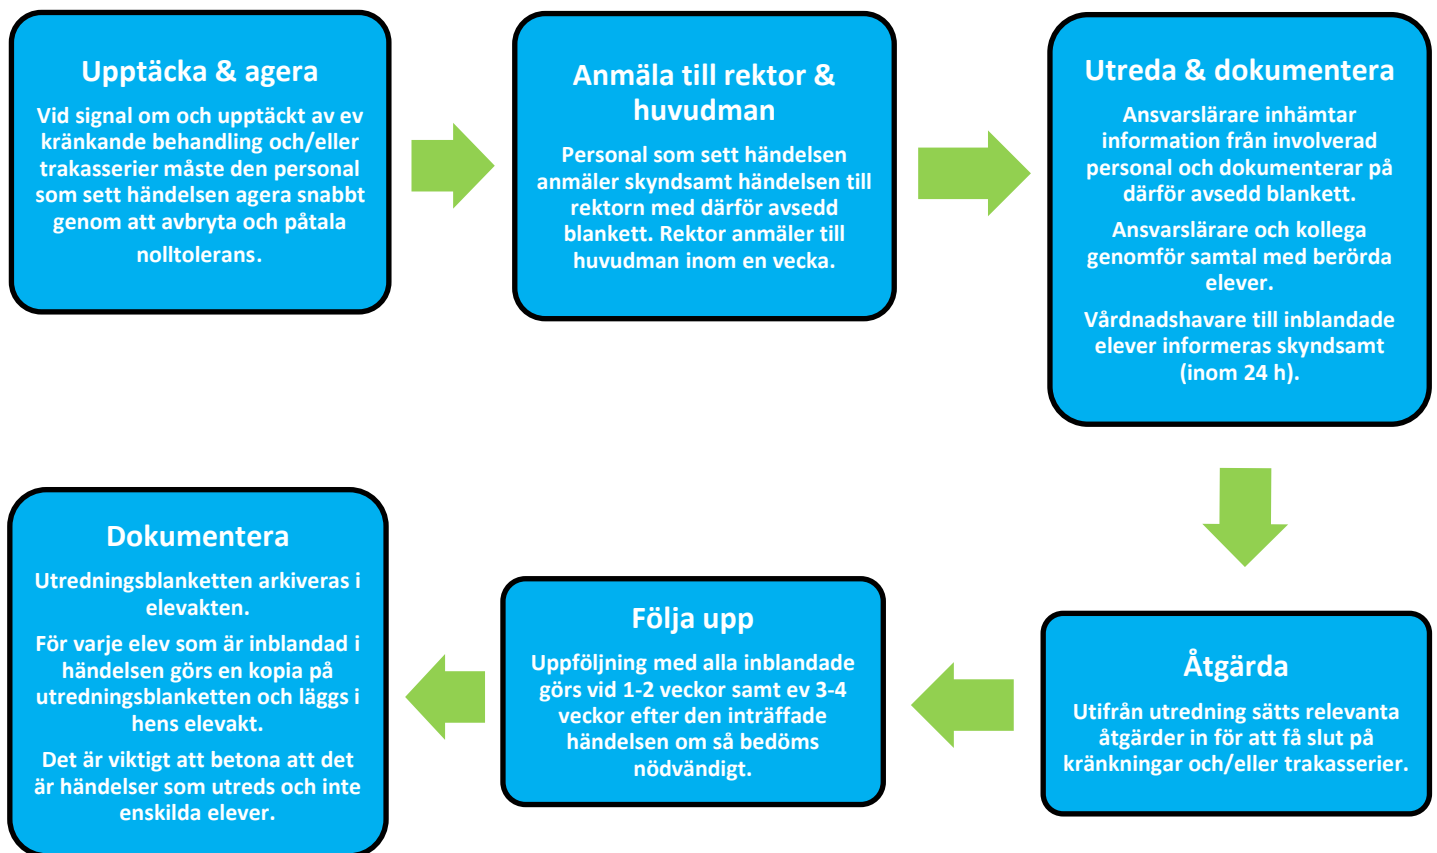 Upptäcka & agera
Vid signal om och upptäckt av ev
kränkande behandling och/eller
trakasserier måste den personal
som sett händelsen agera snabbt
genom att avbryta och påtala
nolltolerans.
Anmäla till rektor &
huvudman
Personal som sett händelsen
anmäler skyndsamt händelsen till
rektorn med därför avsedd
blankett. Rektor anmäler till
huvudman inom en vecka.
Utreda & dokumentera
Ansvarslärare inhämtar
information från involverad
personal och dokumenterar på
därför avsedd blankett.
Ansvarslärare och kollega
genomför samtal med berörda
elever.
Vårdnadshavare till inblandade
elever informeras skyndsamt
(inom 24 h).
Åtgärda
Utifrån utredning sätts relevanta
åtgärder in för att få slut på
kränkningar och/eller trakasserier.
Följa upp
Uppföljning med alla inblandade
görs vid 1-2 veckor samt ev 3-4
veckor efter den inträffade
händelsen om så bedöms
nödvändigt.
Dokumentera
Utredningsblanketten arkiveras i
elevakten.
För varje elev som är inblandad i
händelsen görs en kopia på
utredningsblanketten och läggs i
hens elevakt.
Det är viktigt att betona att det
är händelser som utreds och inte
enskilda elever.